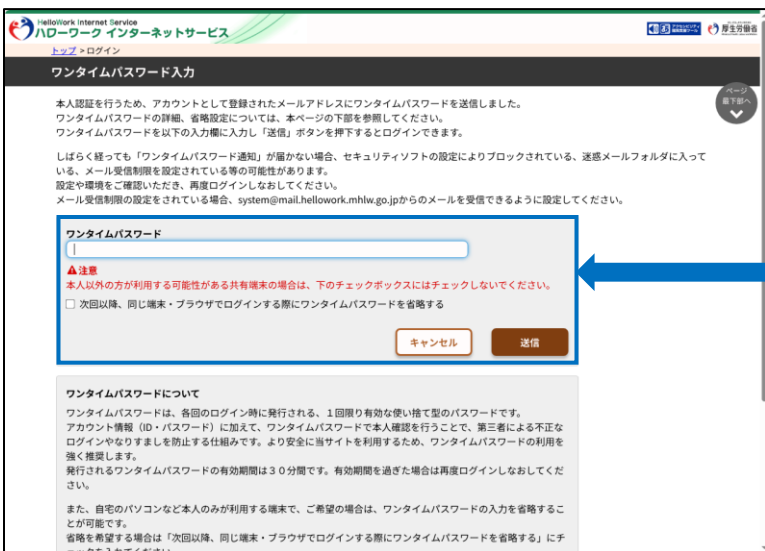 HelloWork Internet Service
ハローワーク インターネットサービス
厚生労働省
トップ > ログイン
ワンタイムパスワード入力
ページ
最下部へ
本人認証を行うため、アカウントとして登録されたメールアドレスにワンタイムパスワードを送信しました。
ワンタイムパスワードの詳細、省略設定については、本ページの下部を参照してください。
ワンタイムパスワードを以下の入力欄に入力し「送信」ボタンを押下するとログインできます。
しばらく経っても「ワンタイムパスワード通知」が届かない場合、セキュリティソフトの設定によりブロックされている、迷惑メールフォルダに入って
いる、メール受信制限を設定されている等の可能性があります。
設定や環境をご確認いただき、再度ログインしなおしてください。
メール受信制限の設定をされている場合、system@mail.hellowork.mhlw.go.jpからのメールを受信できるように設定してください。
ワンタイムパスワード
注意
本人以外の方が利用する可能性がある共有端末の場合は、下のチェックボックスにはチェックしないでください。
次回以降、同じ端末・ブラウザでログインする際にワンタイムパスワードを省略する
キャンセル
送信
ワンタイムパスワードについて
ワンタイムパスワードは、各回のログイン時に発行される、１回限り有効な使い捨て型のパスワードです。
アカウント情報（ID・パスワード）に加えて、ワンタイムパスワードで本人確認を行うことで、第三者による不正な
ログインやなりすましを防止する仕組みです。より安全に当サイトを利用するため、ワンタイムパスワードの利用を
強く推奨します。
発行されるワンタイムパスワードの有効期間は３０分間です。有効期間を過ぎた場合は再度ログインしなおしてくだ
さい。
また、自宅のパソコンなど本人のみが利用する端末で、ご希望の場合は、ワンタイムパスワードの入力を省略するこ
とが可能です。
省略を希望する場合は「次回以降、同じ端末・ブラウザでログインする際にワンタイムパスワードを省略する」にチ